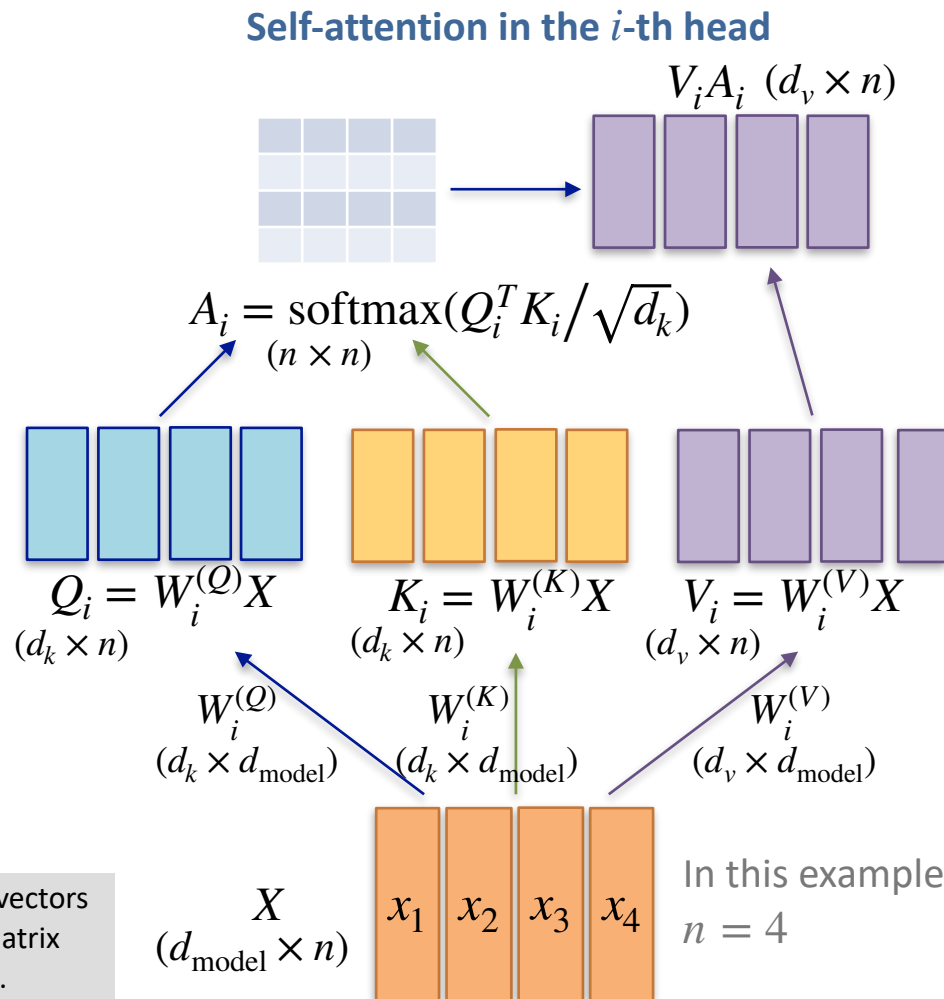 Self-attention in the i-th head
V_i A_i (d_v × n)
A_i = softmax(Q_i^T K_i / √d_k)
(n × n)
Q_i = W_i^(Q) X
(d_k × n)
K_i = W_i^(K) X
(d_k × n)
V_i = W_i^(V) X
(d_v × n)
W_i^(Q)
(d_k × d_model)
W_i^(K)
(d_k × d_model)
W_i^(V)
(d_v × d_model)
X
(d_model × n)
x_1 x_2 x_3 x_4
In this example
n = 4
vectors
atrix
.